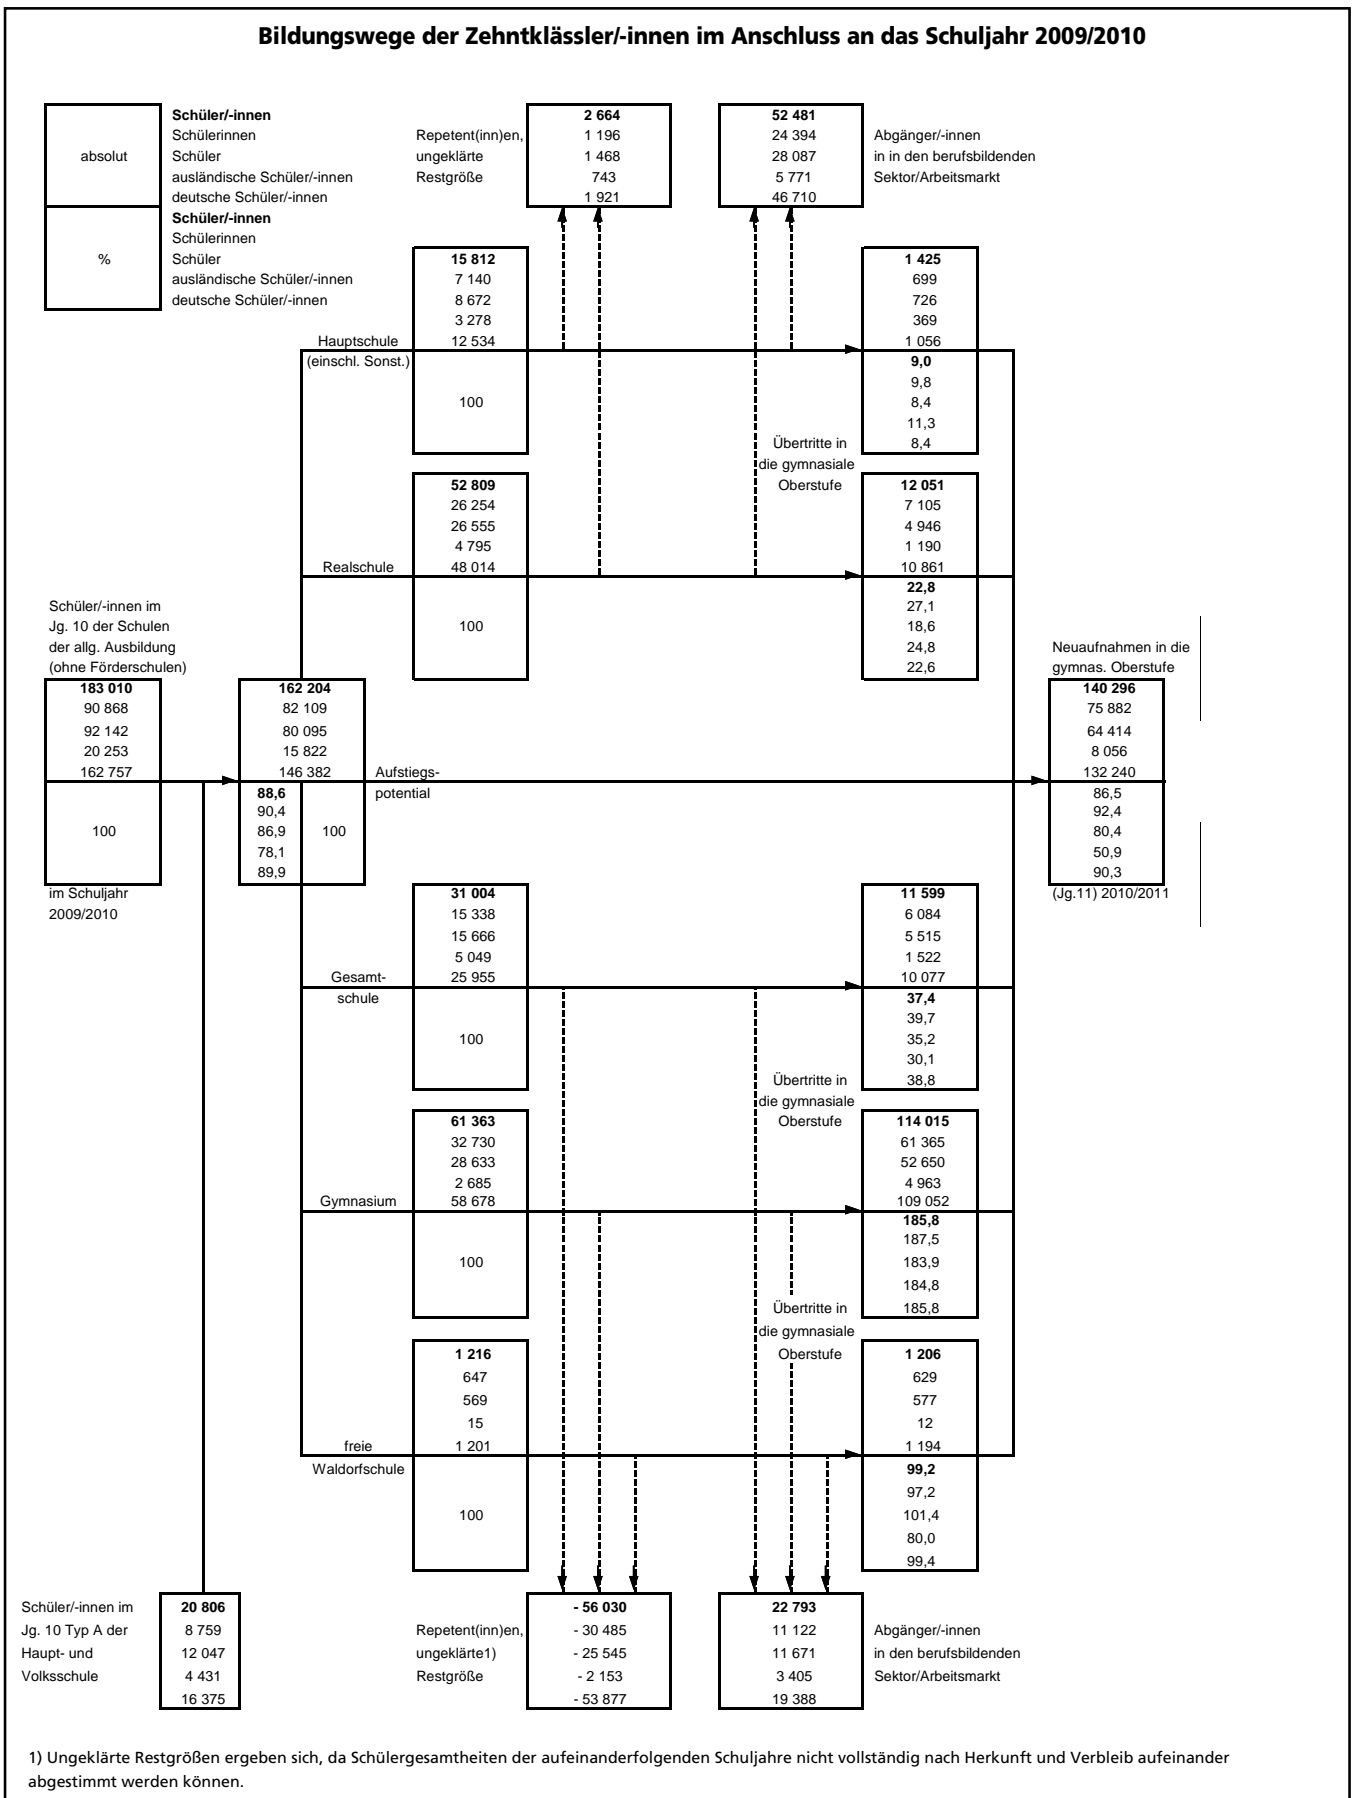 Bildungswege der Zehntklässler/-innen im Anschluss an das Schuljahr 2009/2010
absolut
Schüler/-innen
Schülerinnen
Schüler
ausländische Schüler/-innen
deutsche Schüler/-innen
%
Schüler/-innen
Schülerinnen
Schüler
ausländische Schüler/-innen
deutsche Schüler/-innen
Repetent(inn)en,
ungeklärte
Restgröße
2 664
1 196
1 468
743
1 921
52 481
24 394
28 087
5 771
46 710
Abgänger/-innen
in in den berufsbildenden
Sektor/Arbeitsmarkt
Hauptschule
(einschl. Sonst.)
15 812
7 140
8 672
3 278
12 534
100
1 425
699
726
369
1 056
9,0
9,8
8,4
11,3
8,4
Übertritte in
die gymnasiale
Oberstufe
Realschule
52 809
26 254
26 555
4 795
48 014
100
12 051
7 105
4 946
1 190
10 861
22,8
27,1
18,6
24,8
22,6
Schüler/-innen im
Jg. 10 der Schulen
der allg. Ausbildung
(ohne Förderschulen)
183 010
90 868
92 142
20 253
162 757
100
im Schuljahr
2009/2010
162 204
82 109
80 095
15 822
146 382
88,6
90,4
86,9
78,1
89,9
100
Aufstiegs-
potential
Neuaufnahmen in die
gymnas. Oberstufe
140 296
75 882
64 414
8 056
132 240
86,5
92,4
80,4
50,9
90,3
(Jg.11) 2010/2011
Gesamt-
schule
31 004
15 338
15 666
5 049
25 955
100
11 599
6 084
5 515
1 522
10 077
37,4
39,7
35,2
30,1
38,8
Übertritte in
die gymnasiale
Oberstufe
Gymnasium
61 363
32 730
28 633
2 685
58 678
100
114 015
61 365
52 650
4 963
109 052
185,8
187,5
183,9
184,8
185,8
Übertritte in
die gymnasiale
Oberstufe
freie
Waldorfschule
1 216
647
569
15
1 201
100
1 206
629
577
12
1 194
99,2
97,2
101,4
80,0
99,4
Schüler/-innen im
Jg. 10 Typ A der
Haupt- und
Volksschule
20 806
8 759
12 047
4 431
16 375
Repetent(inn)en,
ungeklärte1)
Restgröße
- 56 030
- 30 485
- 25 545
- 2 153
- 53 877
22 793
11 122
11 671
3 405
19 388
Abgänger/-innen
in den berufsbildenden
Sektor/Arbeitsmarkt
1) Ungeklärte Restgrößen ergeben sich, da Schülergesamtheiten der aufeinanderfolgenden Schuljahre nicht vollständig nach Herkunft und Verbleib aufeinander
abgestimmt werden können.